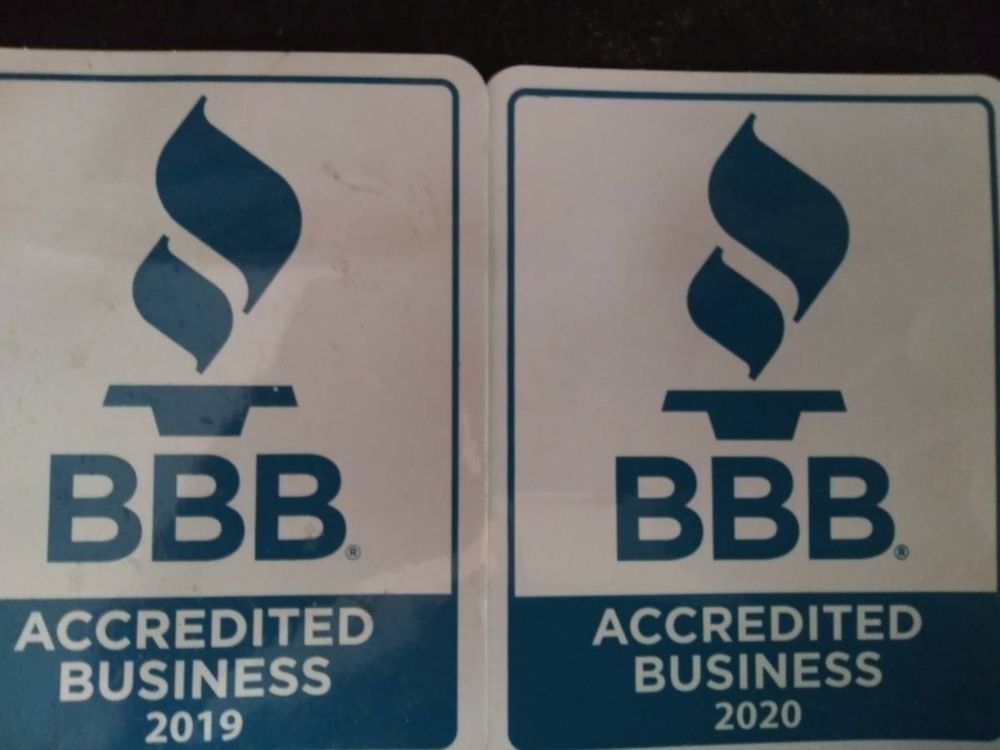 BBB®
ACCREDITED
BUSINESS
2019
BBB®
ACCREDITED
BUSINESS
2020